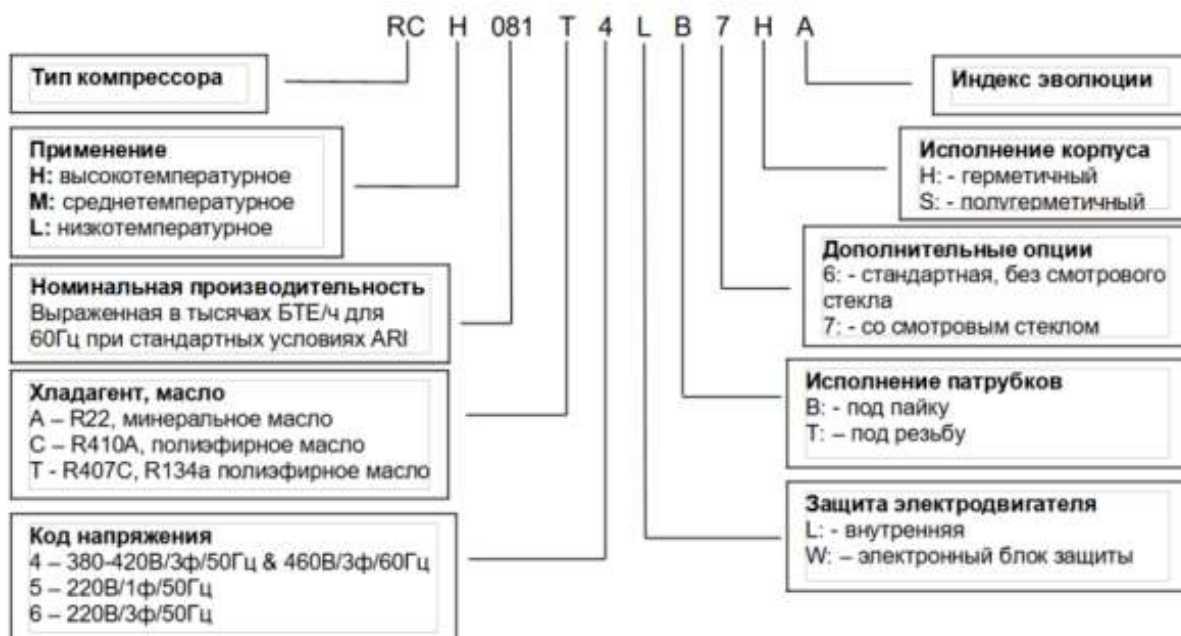 RC H 081 T 4 L B 7 H A
Тип компрессора
Применение
H: высокотемпературное
M: среднетемпературное
L: низкотемпературное
Номинальная производительность
Выраженная в тысячах БТЕ/ч для
60Гц при стандартных условиях ARI
Хладагент, масло
A – R22, минеральное масло
C – R410A, полиэфирное масло
T - R407C, R134a полиэфирное масло
Код напряжения
4 – 380-420В/3ф/50Гц & 460В/3ф/60Гц
5 – 220В/1ф/50Гц
6 – 220В/3ф/50Гц
Индекс эволюции
Исполнение корпуса
H: - герметичный
S: - полугерметичный
Дополнительные опции
6: - стандартная, без смотрового
стекла
7: - со смотровым стеклом
Исполнение патрубков
B: - под пайку
T: – под резьбу
Защита электродвигателя
L: - внутренняя
W: – электронный блок защиты